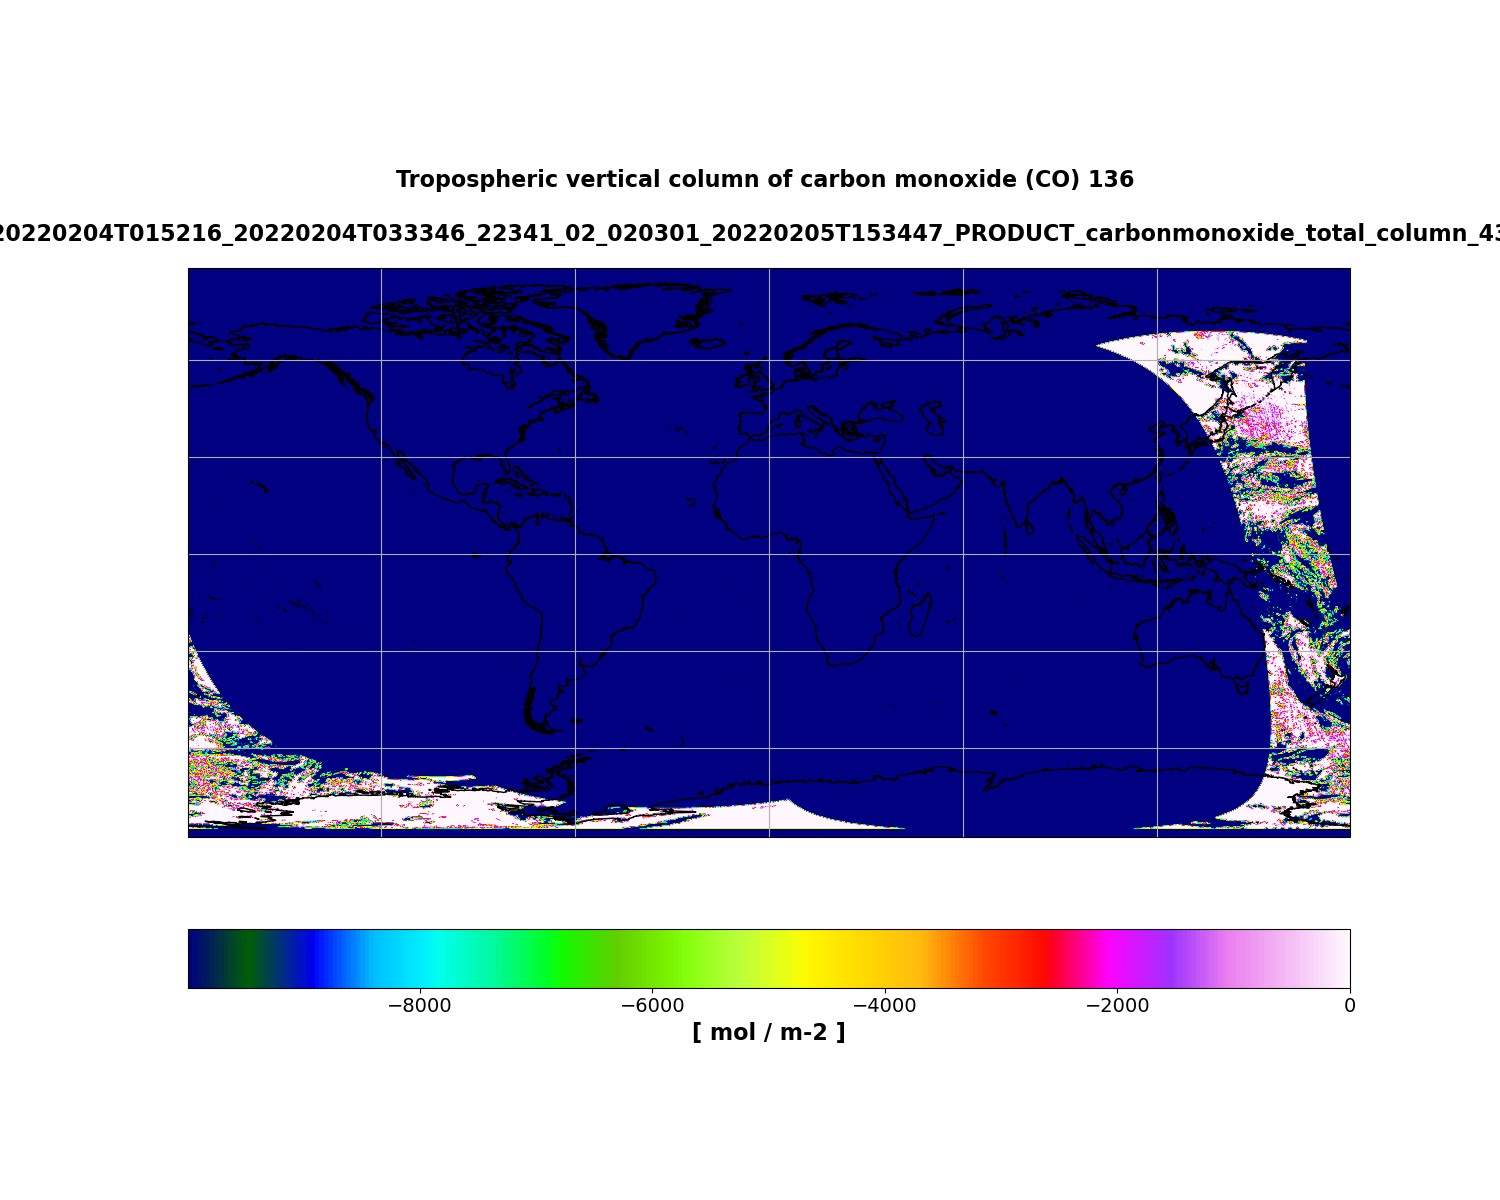 Tropospheric vertical column of carbon monoxide (CO) 136
20220204T015216_20220204T033346_22341_02_020301_20220205T153447_PRODUCT_carbonmonoxide_total_column_43
−8000 −6000 −4000 −2000 0
[ mol / m-2 ]